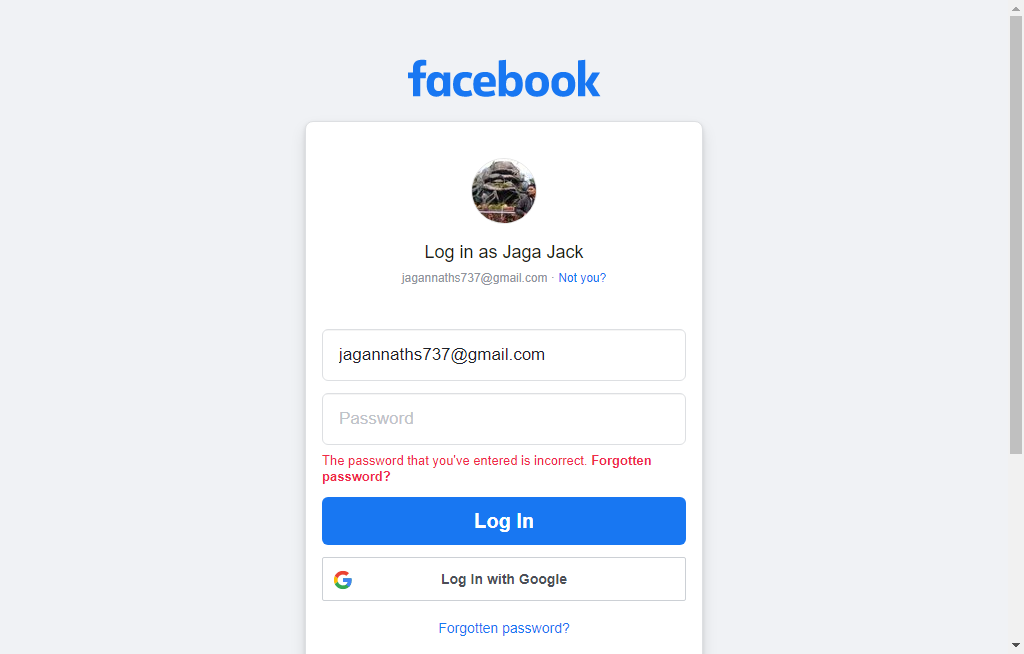 facebook
Log in as Jaga Jack
jagannaths737@gmail.com · Not you?
jagannaths737@gmail.com
Password
The password that you've entered is incorrect. Forgotten
password?
Log In
Log In with Google
Forgotten password?